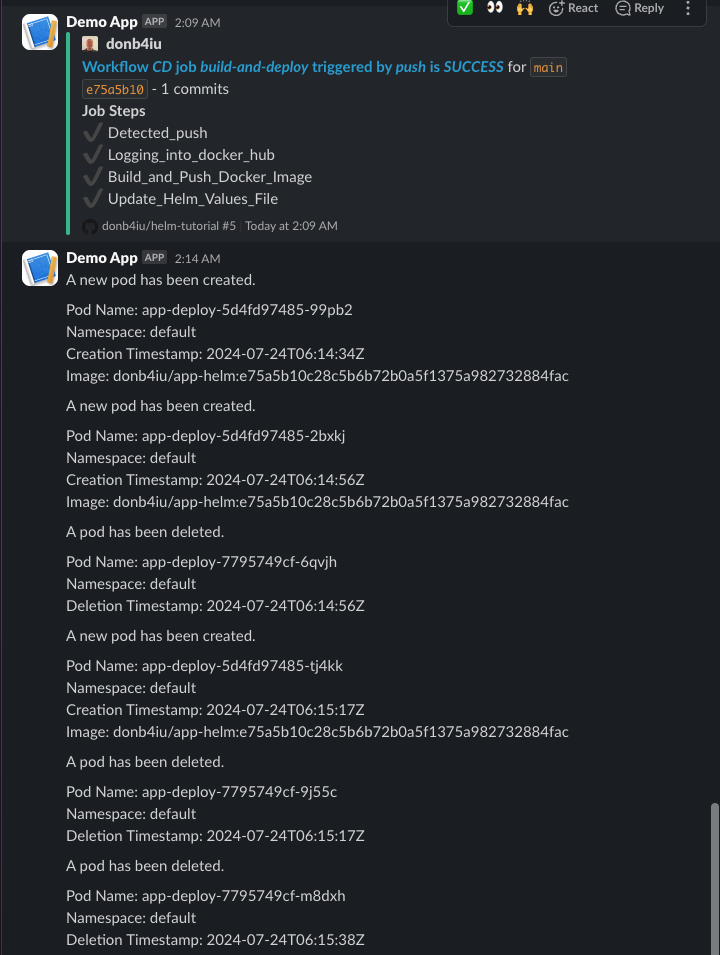 Demo App APP 2:09 AM
React Reply
donb4iu
Workflow CD job build-and-deploy triggered by push is SUCCESS for main
e75a5b10 - 1 commits
Job Steps
Detected_push
Logging_into_docker_hub
Build_and_Push_Docker_Image
Update_Helm_Values_File
donb4iu/helm-tutorial #5 | Today at 2:09 AM
Demo App APP 2:14 AM
A new pod has been created.
Pod Name: app-deploy-5d4fd97485-99pb2
Namespace: default
Creation Timestamp: 2024-07-24T06:14:34Z
Image: donb4iu/app-helm:e75a5b10c28c5b6b72b0a5f1375a982732884fac
A new pod has been created.
Pod Name: app-deploy-5d4fd97485-2bxkj
Namespace: default
Creation Timestamp: 2024-07-24T06:14:56Z
Image: donb4iu/app-helm:e75a5b10c28c5b6b72b0a5f1375a982732884fac
A pod has been deleted.
Pod Name: app-deploy-7795749cf-6qvjh
Namespace: default
Deletion Timestamp: 2024-07-24T06:14:56Z
A new pod has been created.
Pod Name: app-deploy-5d4fd97485-tj4kk
Namespace: default
Creation Timestamp: 2024-07-24T06:15:17Z
Image: donb4iu/app-helm:e75a5b10c28c5b6b72b0a5f1375a982732884fac
A pod has been deleted.
Pod Name: app-deploy-7795749cf-9j55c
Namespace: default
Deletion Timestamp: 2024-07-24T06:15:17Z
A pod has been deleted.
Pod Name: app-deploy-7795749cf-m8dxh
Namespace: default
Deletion Timestamp: 2024-07-24T06:15:38Z